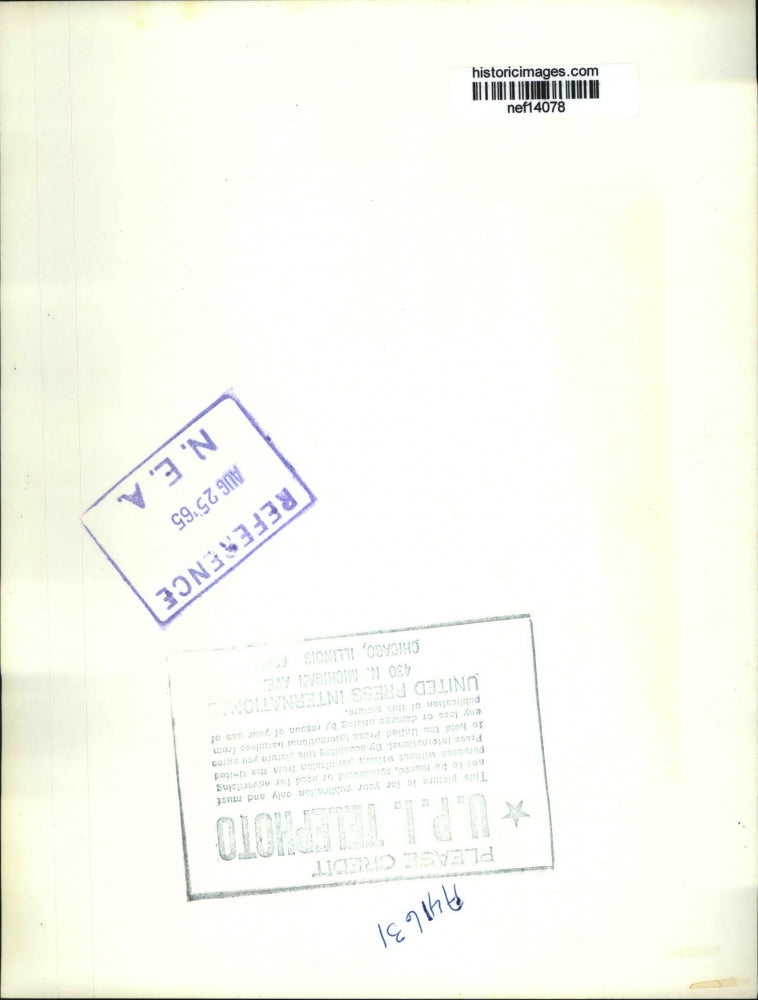 historicimages.com
nef14078
REFERENCE
AUG 25 '65
N. E. A.
PLEASE CREDIT
U.P.I. TELEPHOTO
This picture is for your publication only and must
not to be loaned, syndicated or used for advertising
purposes without written permission from the United
Press International. By accepting this picture you agree
to hold the United Press International harmless from
any loss or damage arising by reason of your use of
publication of this picture.
UNITED PRESS INTERNATIONAL
430 N. MICHIGAN AVE.
CHICAGO, ILLINOIS
A41631